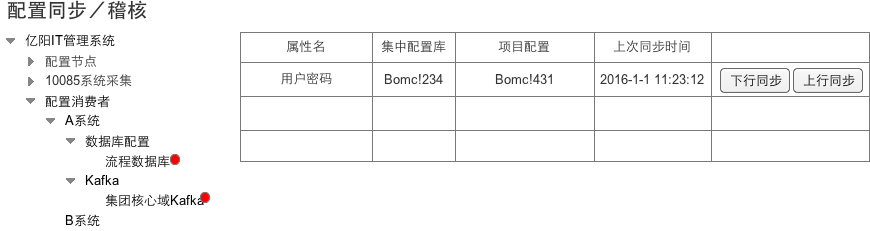 配置同步／稽核
亿阳IT管理系统
配置节点
10085系统采集
配置消费者
A系统
数据库配置
流程数据库
Kafka
集团核心域Kafka
B系统
属性名 集中配置库 项目配置 上次同步时间
用户密码 Bomc!234 Bomc!431 2016-1-1 11:23:12 下行同步 上行同步